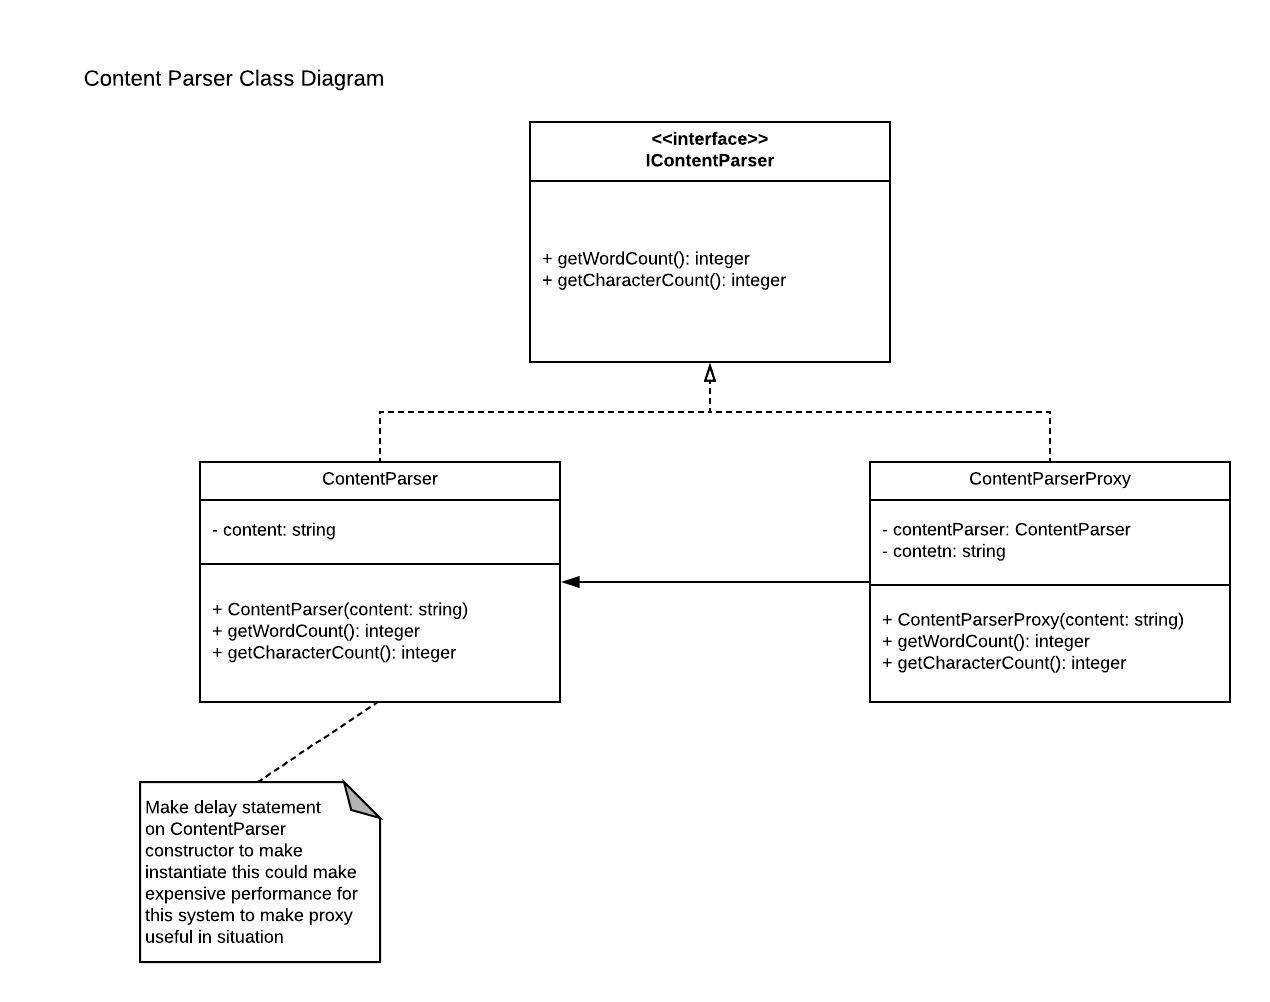 Content Parser Class Diagram
<<interface>>
IContentParser
+ getWordCount(): integer
+ getCharacterCount(): integer
ContentParser
- content: string
+ ContentParser(content: string)
+ getWordCount(): integer
+ getCharacterCount(): integer
ContentParserProxy
- contentParser: ContentParser
- contetn: string
+ ContentParserProxy(content: string)
+ getWordCount(): integer
+ getCharacterCount(): integer
Make delay statement
on ContentParser
constructor to make
instantiate this could make
expensive performance for
this system to make proxy
useful in situation